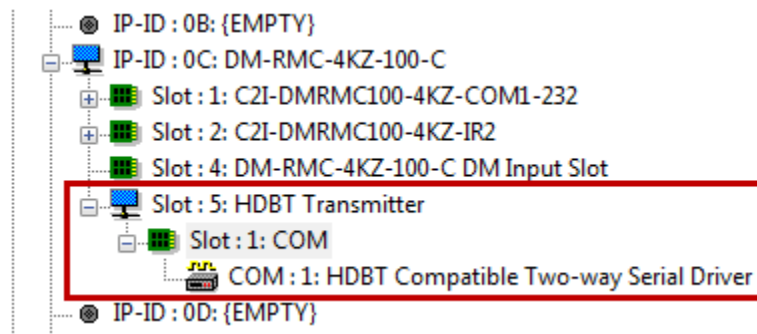 IP-ID : 0B: {EMPTY}
IP-ID : 0C: DM-RMC-4KZ-100-C
Slot : 1: C2I-DMRMC100-4KZ-COM1-232
Slot : 2: C2I-DMRMC100-4KZ-IR2
Slot : 4: DM-RMC-4KZ-100-C DM Input Slot
Slot : 5: HDBT Transmitter
Slot : 1: COM
COM : 1: HDBT Compatible Two-way Serial Driver
IP-ID : 0D: {EMPTY}